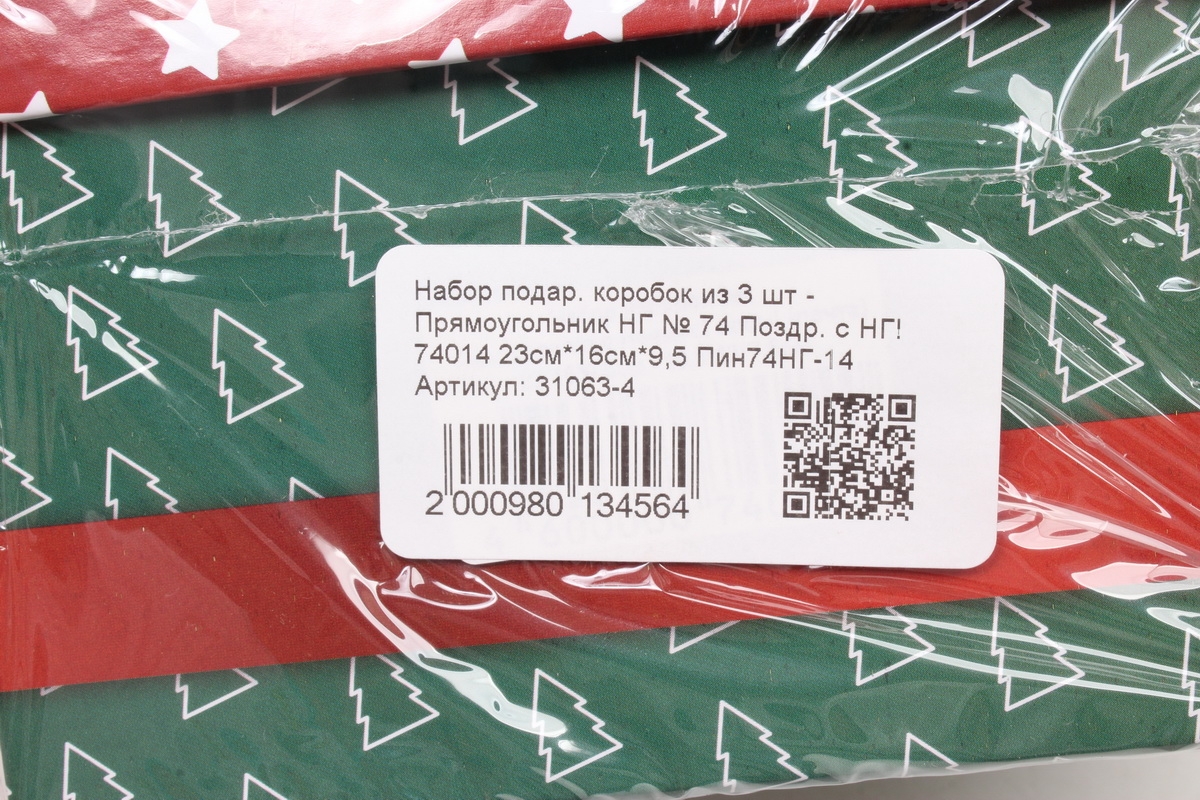 Набор подар. коробок из 3 шт -
Прямоугольник НГ № 74 Поздр. с НГ!
74014 23см*16см*9,5 Пин74НГ-14
Артикул: 31063-4
2 000980 134564